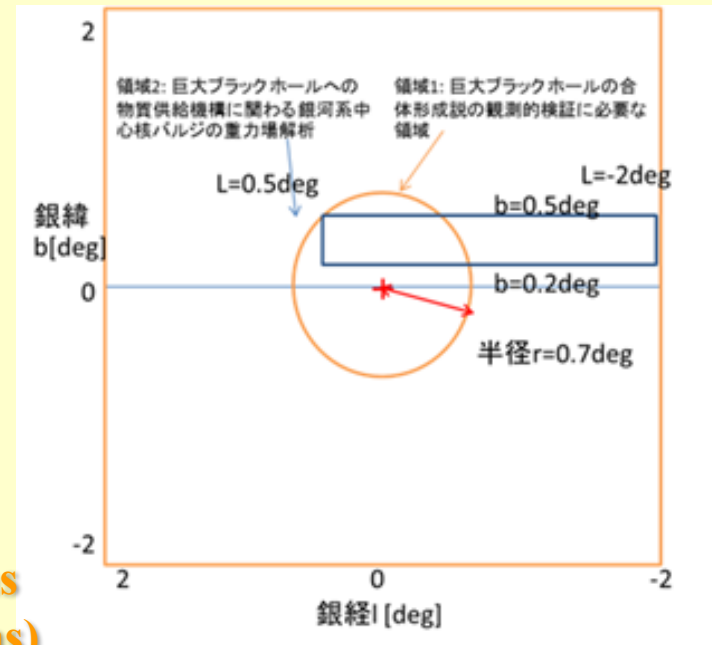 2
領域2: 巨大ブラックホールへの
物質供給機構に関わる銀河系中
心核バルジの重力場解析
領域1: 巨大ブラックホールの合
体形成説の観測的検証に必要な
領域
L=0.5deg
L=-2deg
b=0.5deg
銀緯
b[deg]
0
b=0.2deg
半径r=0.7deg
-2
2
0
-2
銀経l [deg]
s
s)